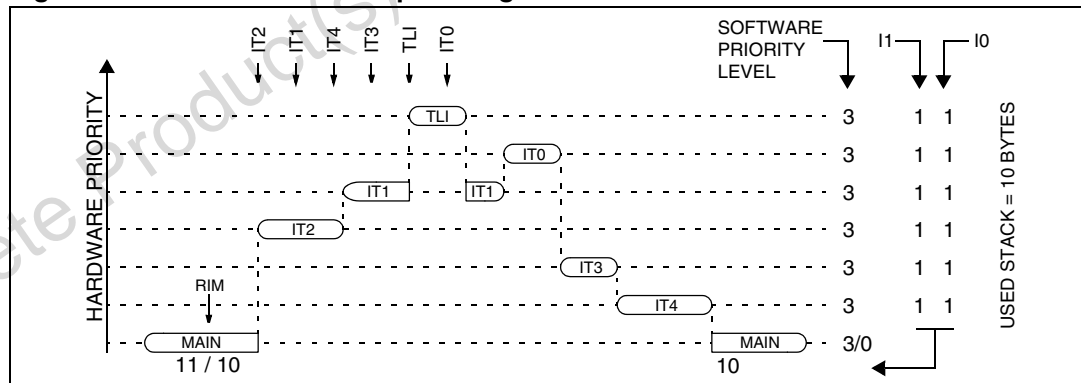 IT2
IT1
IT4
IT3
TLI
IT0
SOFTWARE
PRIORITY
LEVEL
I1
I0
HARDWARE PRIORITY
TLI
3
1 1
IT0
3
1 1
IT1
IT1
3
1 1
IT2
3
1 1
IT3
3
1 1
RIM
IT4
3
1 1
MAIN
MAIN
3/0
11 / 10
10
USED STACK = 10 BYTES
ete Product(s)